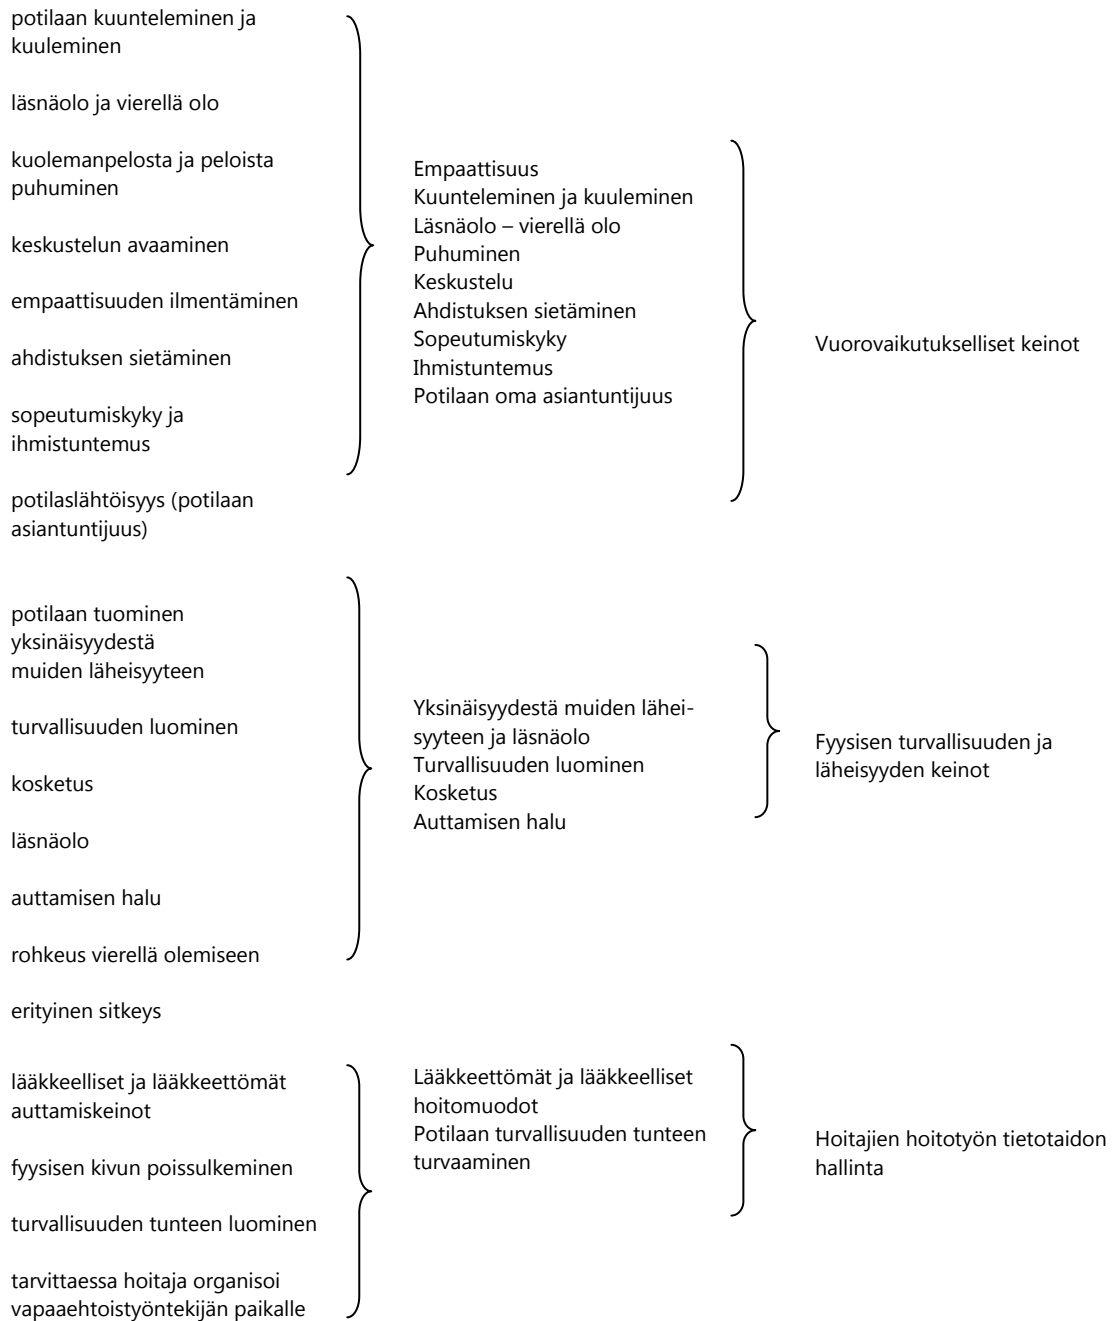 potilaan kuunteleminen ja
kuuleminen
läsnäolo ja vierellä olo
kuolemanpelosta ja peloista
puhuminen
keskustelun avaaminen
empaattisuuden ilmentäminen
ahdistuksen sietäminen
sopeutumiskyky ja
ihmistuntemus
potilaslähtöisyys (potilaan
asiantuntijuus)
Empaattisuus
Kuunteleminen ja kuuleminen
Läsnäolo – vierellä olo
Puhuminen
Keskustelu
Ahdistuksen sietäminen
Sopeutumiskyky
Ihmistuntemus
Potilaan oma asiantuntijuus
Vuorovaikutukselliset keinot
potilaan tuominen
yksinäisyydestä
muiden läheisyyteen
turvallisuuden luominen
kosketus
läsnäolo
auttamisen halu
rohkeus vierellä olemiseen
erityinen sitkeys
Yksinäisyydestä muiden lähei-
syyteen ja läsnäolo
Turvallisuuden luominen
Kosketus
Auttamisen halu
Fyysisen turvallisuuden ja
läheisyyden keinot
lääkkeelliset ja lääkkeettömät
auttamiskeinot
fyysisen kivun poissulkeminen
turvallisuuden tunteen luominen
tarvittaessa hoitaja organisoi
vapaaehtoistyöntekijän paikalle
Lääkkeettömät ja lääkkeelliset
hoitomuodot
Potilaan turvallisuuden tunteen
turvaaminen
Hoitajien hoitotyön tietotaidon
hallinta